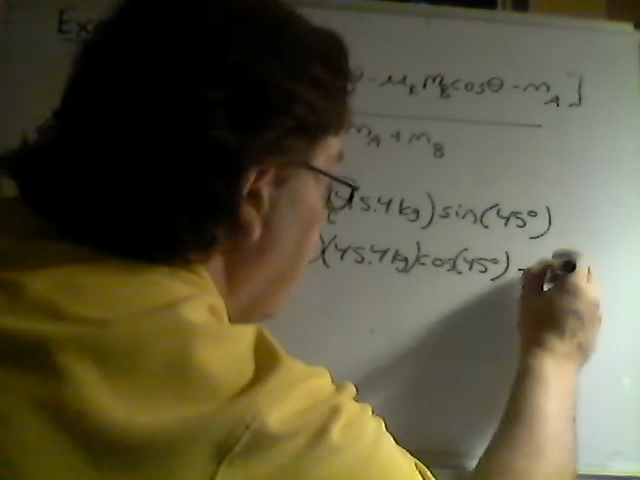 Ex
θ - μk mB cosθ - mA ]
mA + mB
(45.4 kg) sin(45°)
)(45.4 kg) cos(45°) -